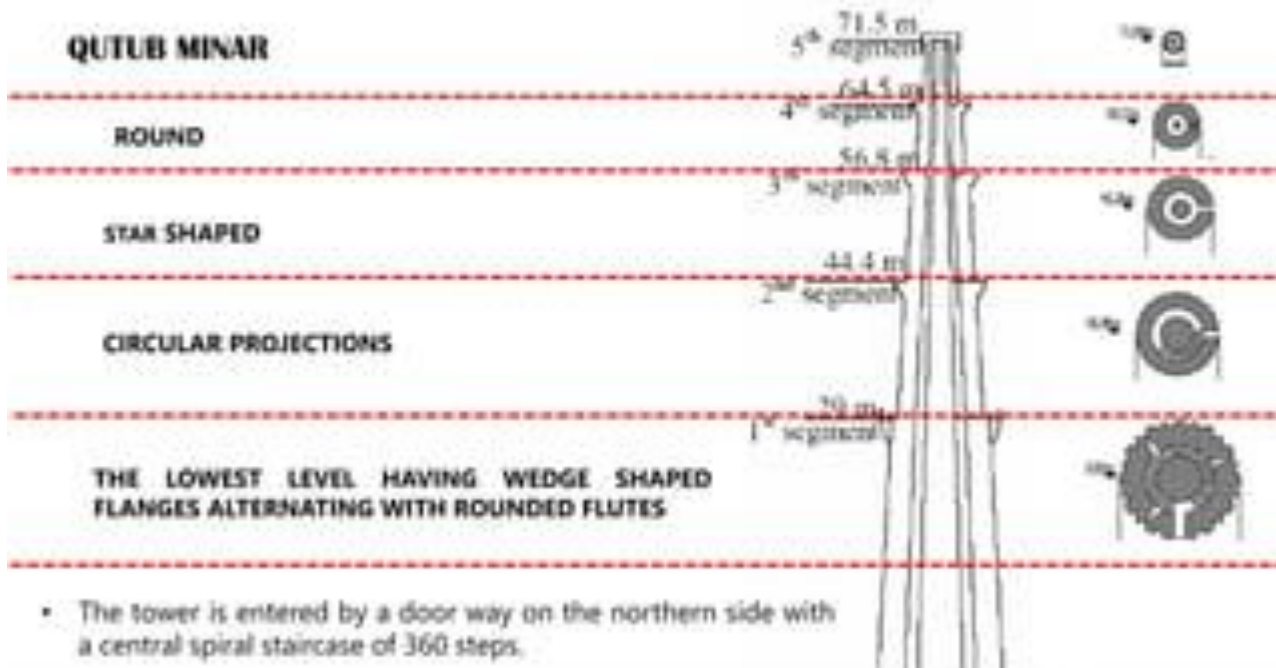 QUTUB MINAR
71.5 m
5th segment
64.5 m
4th segment
ROUND
56.8 m
3th segment
STAR SHAPED
44.4 m
2nd segment
CIRCULAR PROJECTIONS
29 m
1st segment
THE LOWEST LEVEL HAVING WEDGE SHAPED
FLANGES ALTERNATING WITH ROUNDED FLUTES
• The tower is entered by a door way on the northern side with
a central spiral staircase of 360 steps.